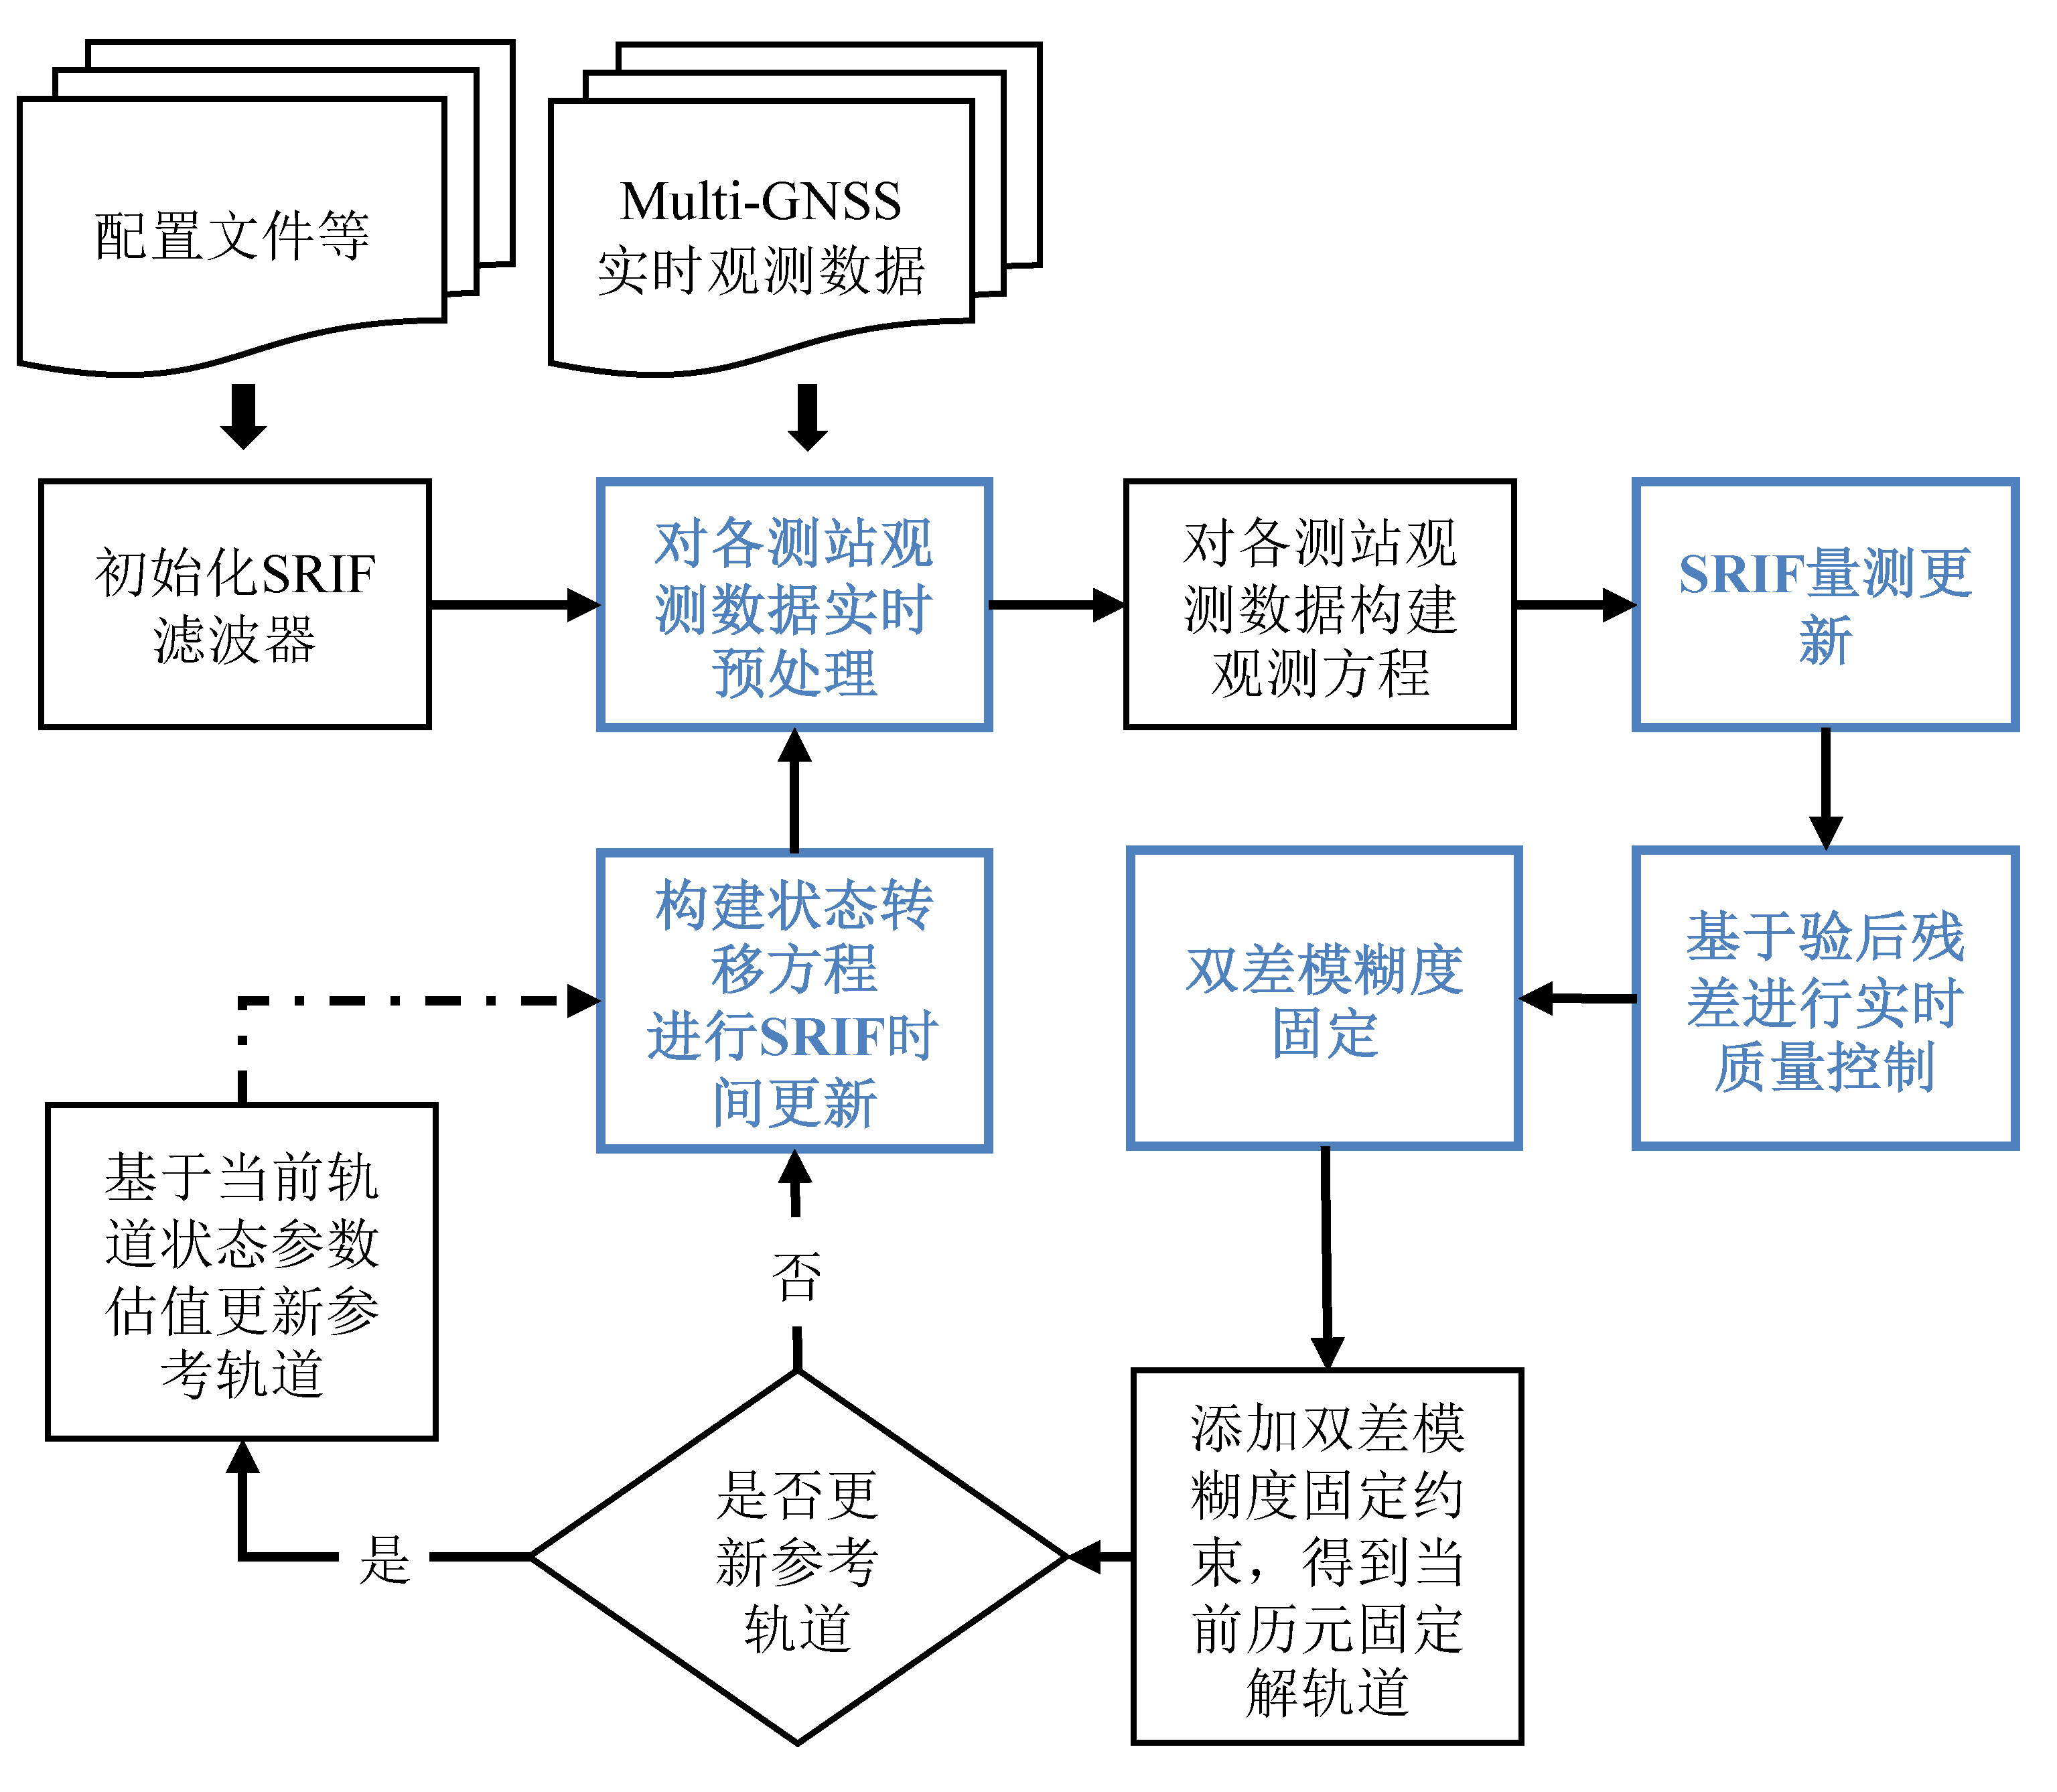 配置文件等
Multi-GNSS
实时观测数据
初始化SRIF
滤波器
对各测站观
测数据实时
预处理
对各测站观
测数据构建
观测方程
SRIF量测更
新
构建状态转
移方程
进行SRIF时
间更新
双差模糊度
固定
基于验后残
差进行实时
质量控制
基于当前轨
道状态参数
估值更新参
考轨道
否
是
是否更
新参考
轨道
添加双差模
糊度固定约
束，得到当
前历元固定
解轨道